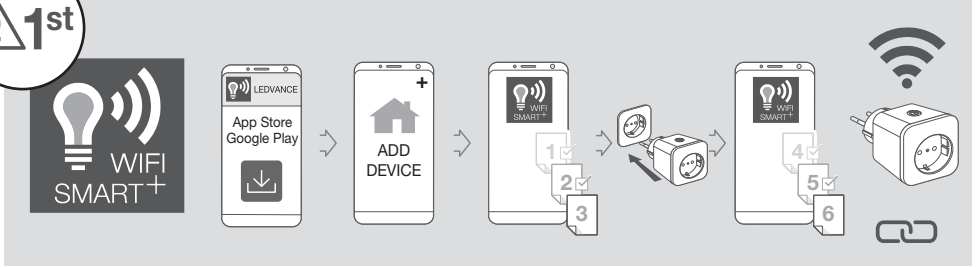 1st
WIFI
SMART+
LEDVANCE
App Store
Google Play
+
ADD
DEVICE
WIFI
SMART+
1
2
3
WIFI
SMART+
4
5
6